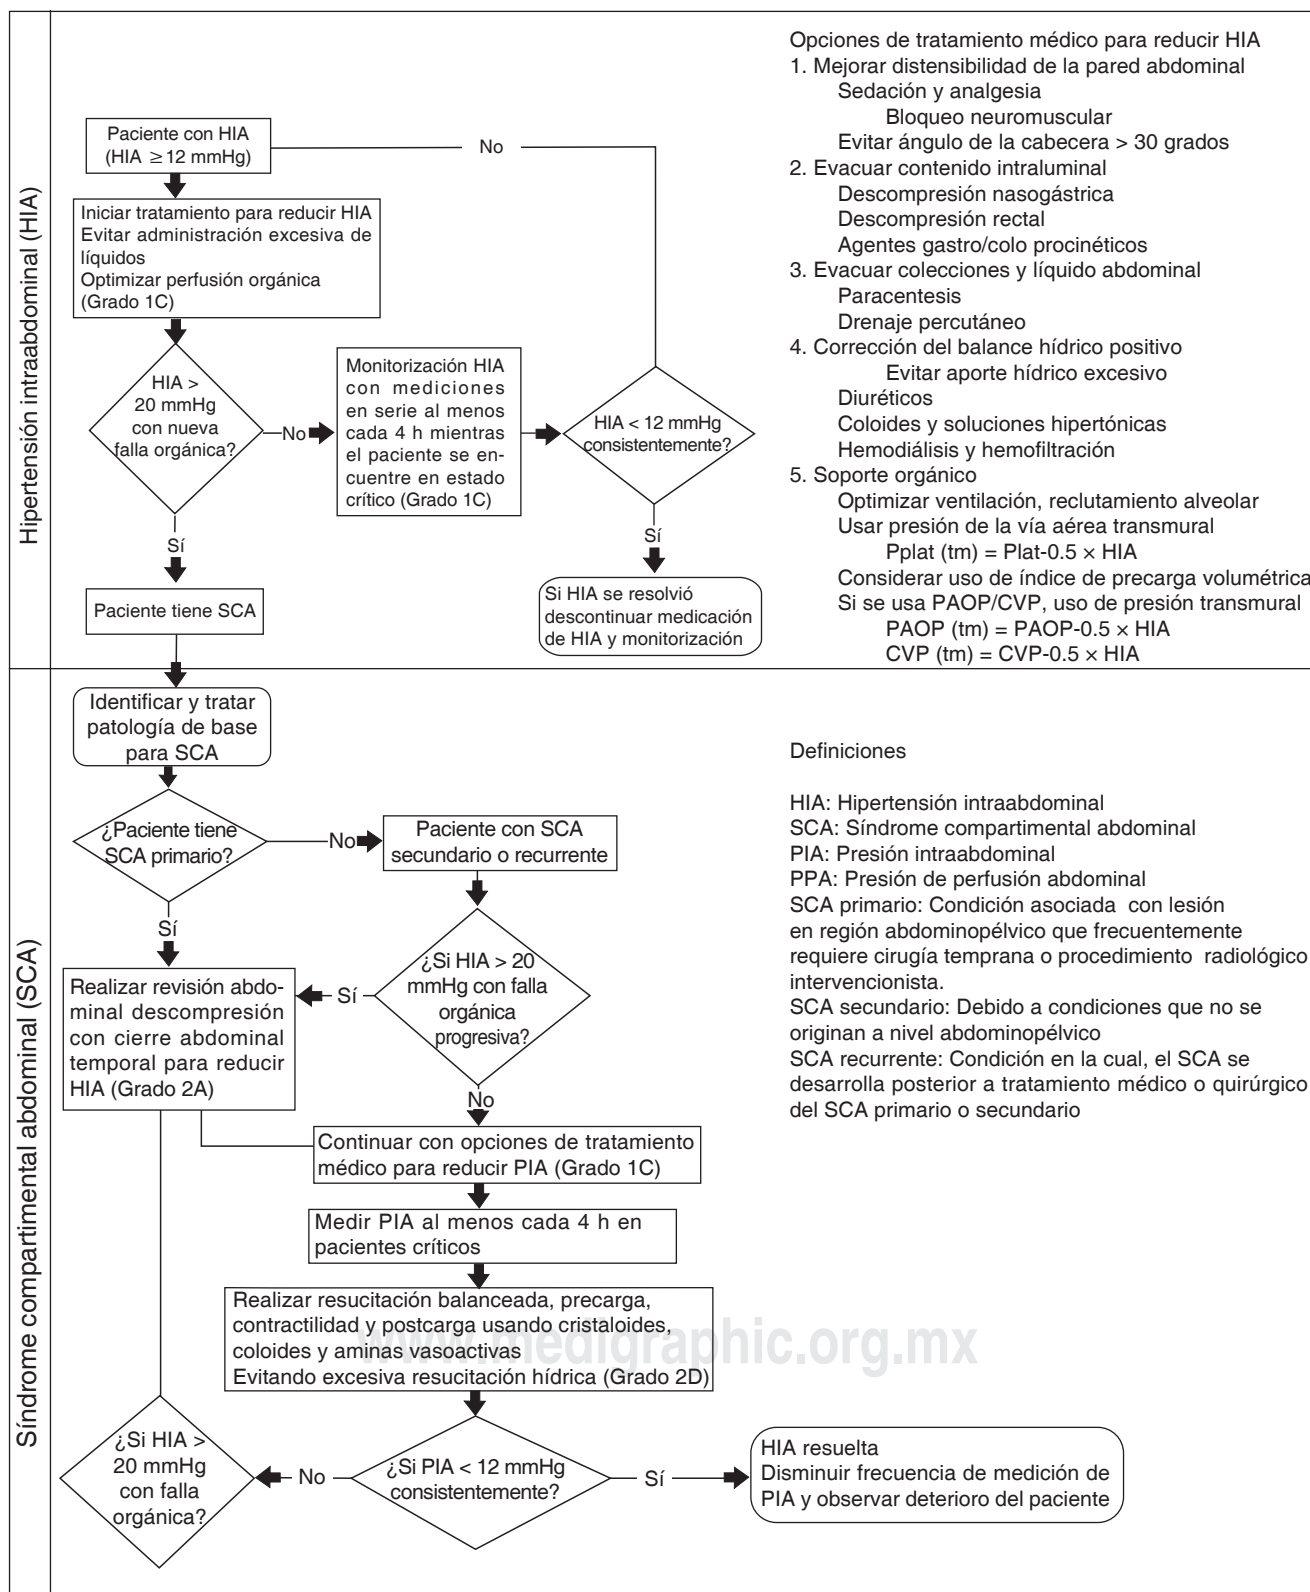 Hipertensión intraabdominal (HIA)
Paciente con HIA
(HIA ≥ 12 mmHg)
No
Iniciar tratamiento para reducir HIA
Evitar administración excesiva de
líquidos
Optimizar perfusión orgánica
(Grado 1C)
HIA >
20 mmHg
con nueva
falla orgánica?
No
Monitorización HIA
con mediciones
en serie al menos
cada 4 h mientras
el paciente se en-
cuentre en estado
crítico (Grado 1C)
HIA < 12 mmHg
consistentemente?
Sí
Sí
Paciente tiene SCA
Si HIA se resolvió
descontinuar medicación
de HIA y monitorización
Opciones de tratamiento médico para reducir HIA
1. Mejorar distensibilidad de la pared abdominal
Sedación y analgesia
Bloqueo neuromuscular
Evitar ángulo de la cabecera > 30 grados
2. Evacuar contenido intraluminal
Descompresión nasogástrica
Descompresión rectal
Agentes gastro/colo procinéticos
3. Evacuar colecciones y líquido abdominal
Paracentesis
Drenaje percutáneo
4. Corrección del balance hídrico positivo
Evitar aporte hídrico excesivo
Diuréticos
Coloides y soluciones hipertónicas
Hemodiálisis y hemofiltración
5. Soporte orgánico
Optimizar ventilación, reclutamiento alveolar
Usar presión de la vía aérea transmural
Pplat (tm) = Plat-0.5 × HIA
Considerar uso de índice de precarga volumétrica
Si se usa PAOP/CVP, uso de presión transmural
PAOP (tm) = PAOP-0.5 × HIA
CVP (tm) = CVP-0.5 × HIA
Síndrome compartimental abdominal (SCA)
Identificar y tratar
patología de base
para SCA
¿Paciente tiene
SCA primario?
No
Paciente con SCA
secundario o recurrente
Sí
¿Si HIA > 20
mmHg con falla
orgánica
progresiva?
Sí
Realizar revisión abdo-
minal descompresión
con cierre abdominal
temporal para reducir
HIA (Grado 2A)
No
Continuar con opciones de tratamiento
médico para reducir PIA (Grado 1C)
Medir PIA al menos cada 4 h en
pacientes críticos
Realizar resucitación balanceada, precarga,
contractilidad y postcarga usando cristaloides,
coloides y aminas vasoactivas
Evitando excesiva resucitación hídrica (Grado 2D)
www.medigraphic.org.mx
¿Si HIA >
20 mmHg
con falla
orgánica?
No
¿Si PIA < 12 mmHg
consistentemente?
Sí
HIA resuelta
Disminuir frecuencia de medición de
PIA y observar deterioro del paciente
Definiciones
HIA: Hipertensión intraabdominal
SCA: Síndrome compartimental abdominal
PIA: Presión intraabdominal
PPA: Presión de perfusión abdominal
SCA primario: Condición asociada con lesión
en región abdominopélvico que frecuentemente
requiere cirugía temprana o procedimiento radiológico
intervencionista.
SCA secundario: Debido a condiciones que no se
originan a nivel abdominopélvico
SCA recurrente: Condición en la cual, el SCA se
desarrolla posterior a tratamiento médico o quirúrgico
del SCA primario o secundario